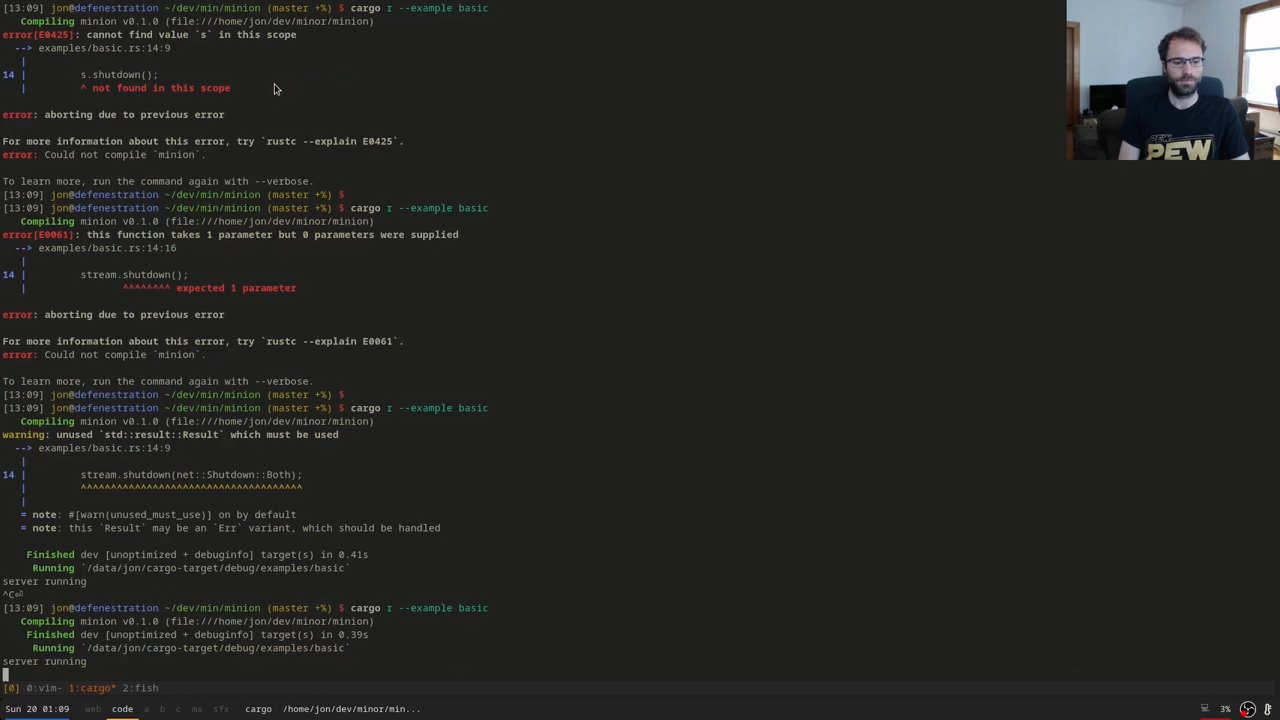 [13:09] jon@defenestration ~/dev/min/minion (master +%) $ cargo r --example basic
   Compiling minion v0.1.0 (file:///home/jon/dev/minor/minion)
error[E0425]: cannot find value `s` in this scope
  --> examples/basic.rs:14:9
   |
14 |         s.shutdown();
   |         ^ not found in this scope

error: aborting due to previous error

For more information about this error, try `rustc --explain E0425`.
error: Could not compile `minion`.

To learn more, run the command again with --verbose.
[13:09] jon@defenestration ~/dev/min/minion (master +%) $
[13:09] jon@defenestration ~/dev/min/minion (master +%) $ cargo r --example basic
   Compiling minion v0.1.0 (file:///home/jon/dev/minor/minion)
error[E0061]: this function takes 1 parameter but 0 parameters were supplied
  --> examples/basic.rs:14:16
   |
14 |         stream.shutdown();
   |                ^^^^^^^^ expected 1 parameter

error: aborting due to previous error

For more information about this error, try `rustc --explain E0061`.
error: Could not compile `minion`.

To learn more, run the command again with --verbose.
[13:09] jon@defenestration ~/dev/min/minion (master +%) $
[13:09] jon@defenestration ~/dev/min/minion (master +%) $ cargo r --example basic
   Compiling minion v0.1.0 (file:///home/jon/dev/minor/minion)
warning: unused `std::result::Result` which must be used
  --> examples/basic.rs:14:9
   |
14 |         stream.shutdown(net::Shutdown::Both);
   |         ^^^^^^^^^^^^^^^^^^^^^^^^^^^^^^^^^^^^^
   |
   = note: #[warn(unused_must_use)] on by default
   = note: this `Result` may be an `Err` variant, which should be handled

    Finished dev [unoptimized + debuginfo] target(s) in 0.41s
     Running `/data/jon/cargo-target/debug/examples/basic`
server running
^C⏎
[13:09] jon@defenestration ~/dev/min/minion (master +%) $ cargo r --example basic
   Compiling minion v0.1.0 (file:///home/jon/dev/minor/minion)
    Finished dev [unoptimized + debuginfo] target(s) in 0.39s
     Running `/data/jon/cargo-target/debug/examples/basic`
server running
[0] 0:vim- 1:cargo* 2:fish
Sun 20 01:09 web code a b c mx sfx cargo /home/jon/dev/minor/min... 3%
PEW PEW
PEW